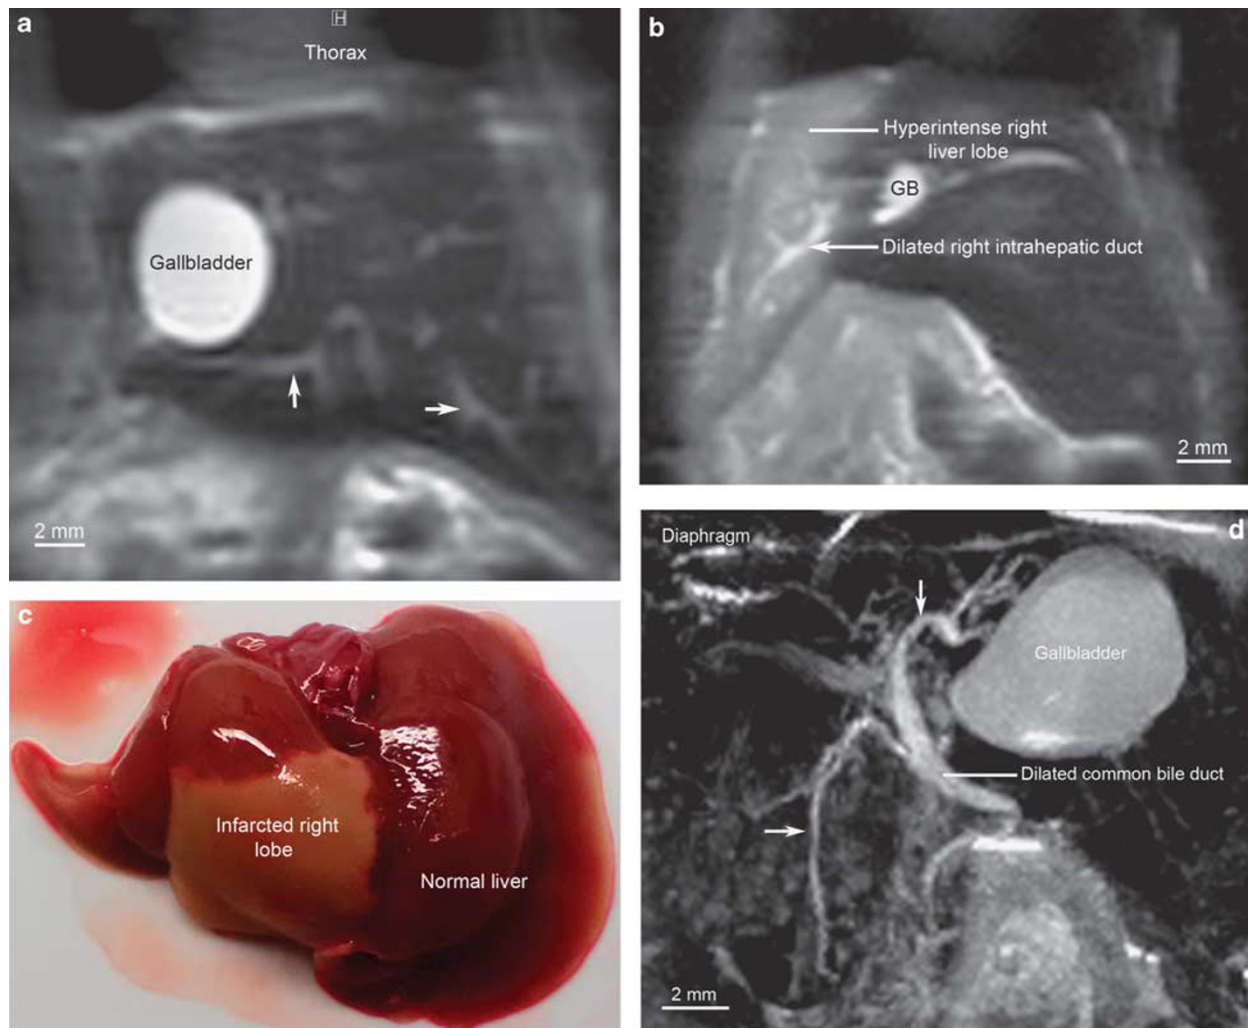 a
H
Thorax
Gallbladder
2 mm
b
Hyperintense right
liver lobe
GB
Dilated right intrahepatic duct
2 mm
c
Infarcted right
lobe
Normal liver
d
Diaphragm
Gallbladder
Dilated common bile duct
2 mm